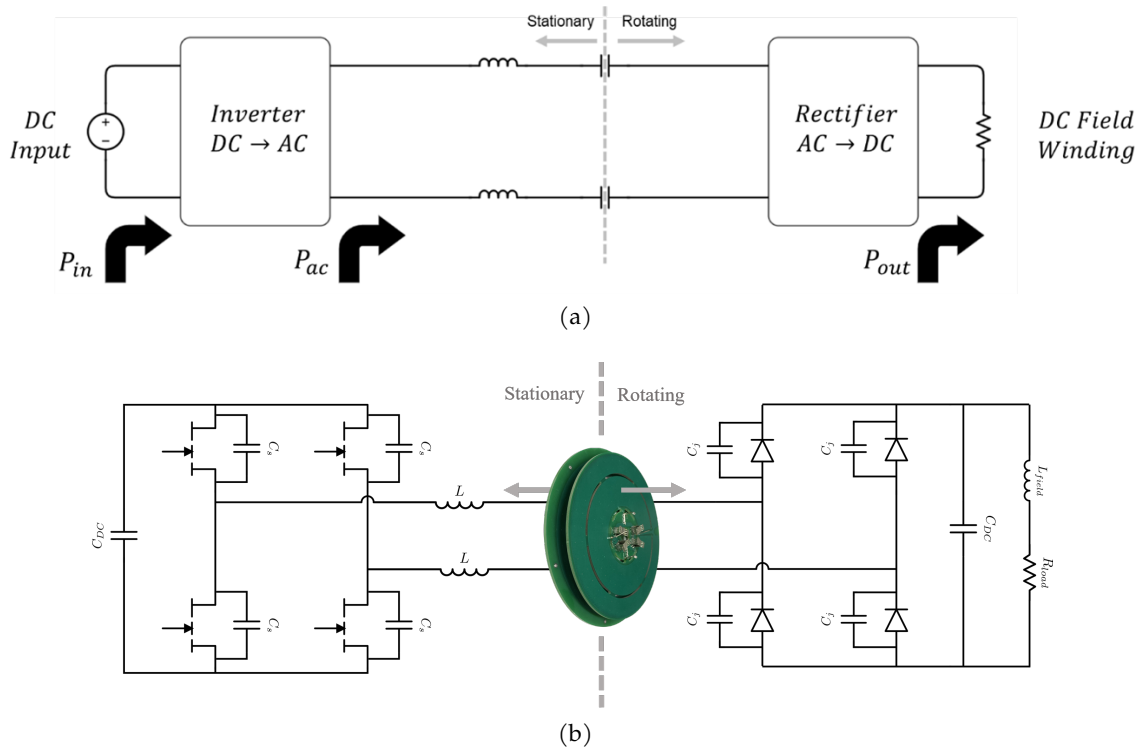 Stationary Rotating
DC
Input
+
−
Inverter
DC → AC
Rectifier
AC → DC
DC Field
Winding
P_in
P_ac
P_out
(a)
Stationary Rotating
C_DC
C_s
C_s
C_s
C_s
L
L
C_j
C_j
C_j
C_j
C_DC
L_field
R_load
(b)